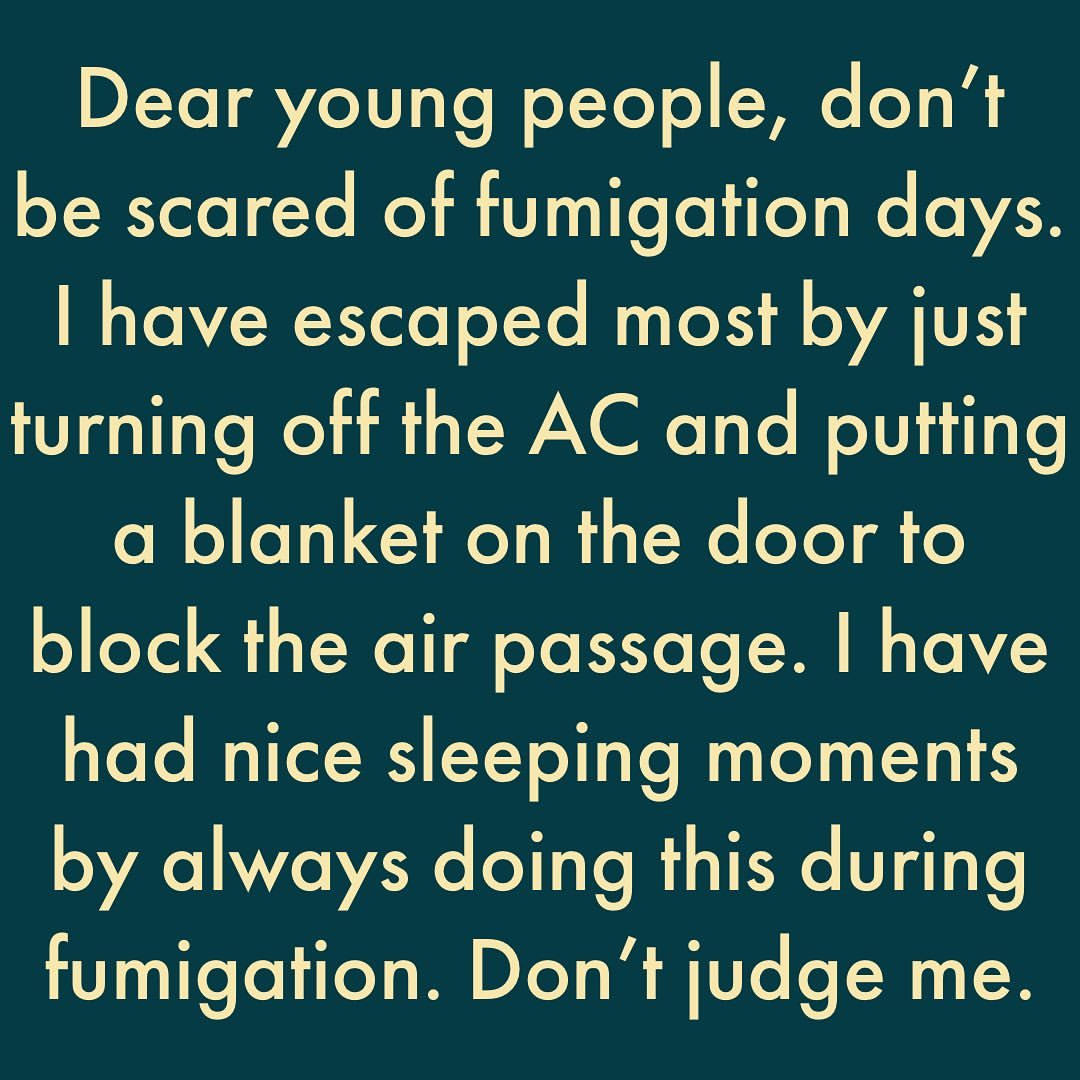 Dear young people, don’t
be scared of fumigation days.
I have escaped most by just
turning off the AC and putting
a blanket on the door to
block the air passage. I have
had nice sleeping moments
by always doing this during
fumigation. Don’t judge me.